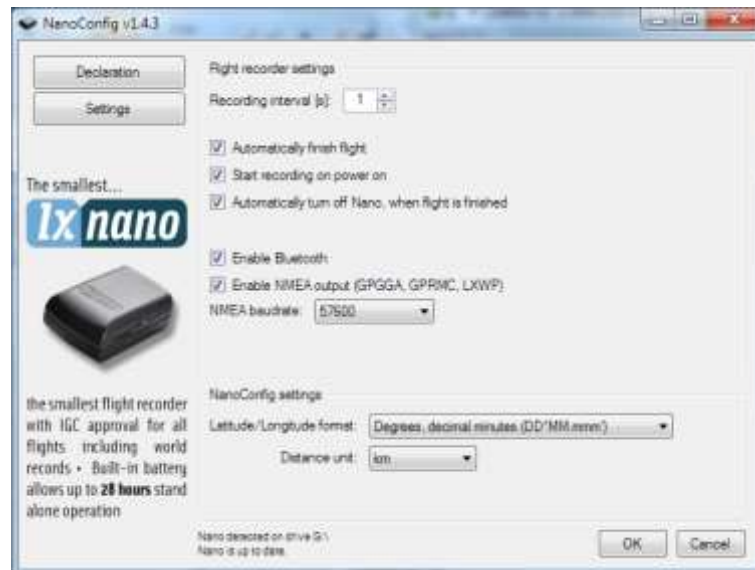 NanoConfig v1.4.3
Declaration
Settings
The smallest...
lx nano
the smallest flight recorder
with IGC approval for all
flights including world
records • Built-in battery
allows up to 28 hours stand
alone operation
Flight recorder settings
Recording interval [s]: 1
Automatically finish flight
Start recording on power on
Automatically turn off Nano, when flight is finished
Enable Bluetooth
Enable NMEA output (GPGGA, GPRMC, LXWP)
NMEA baudrate: 57600
NanoConfig settings
Latitude/Longitude format: Degrees, decimal minutes (DD°MM.mmm')
Distance unit: km
Nano detected on drive G:\
Nano is up to date.
OK
Cancel